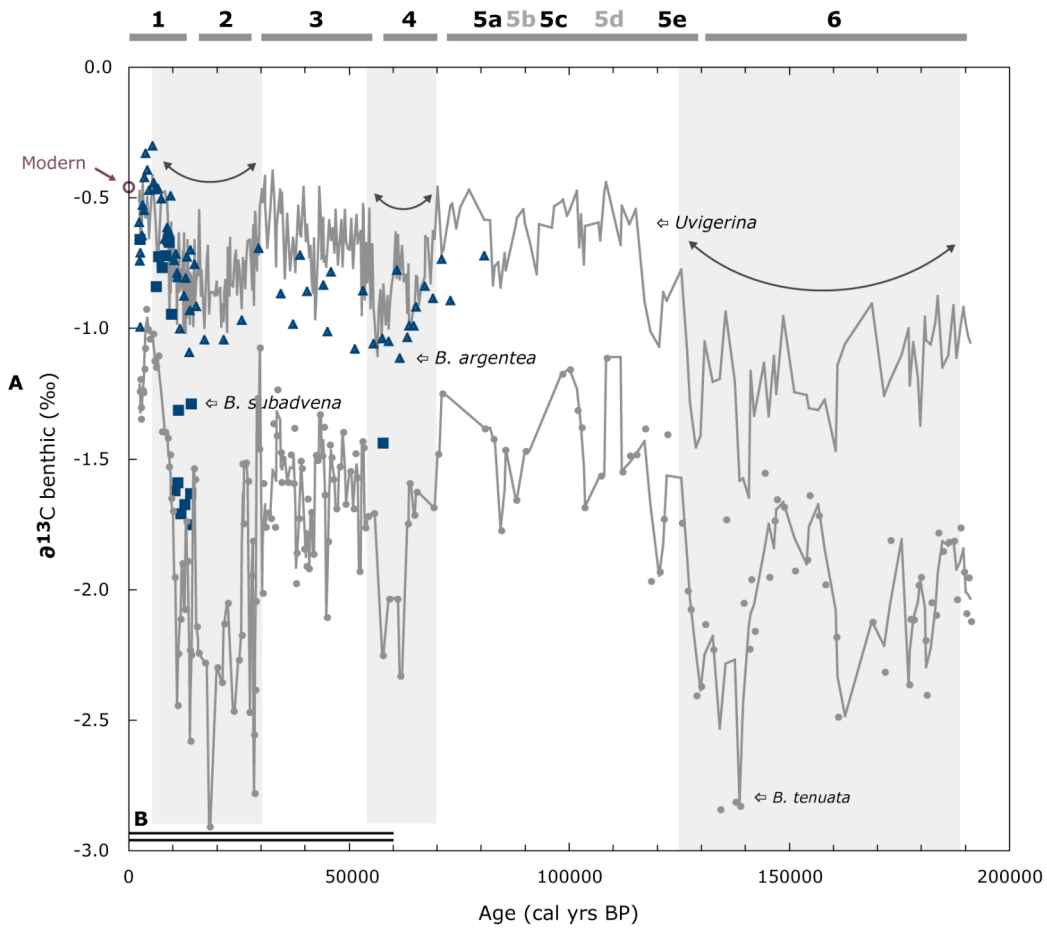 1 2 3 4 5a 5b 5c 5d 5e 6
0.0
Modern
-0.5
⇦ Uvigerina
-1.0
⇦ B. argentea
A
⇦ B. subadvena
∂13C benthic (‰)
-1.5
-2.0
-2.5
⇦ B. tenuata
B
-3.0
0 50000 100000 150000 200000
Age (cal yrs BP)